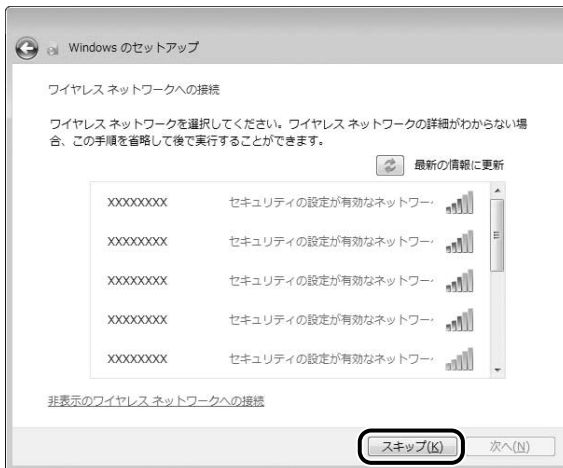 Windows のセットアップ
ワイヤレス ネットワークへの接続
ワイヤレス ネットワークを選択してください。ワイヤレス ネットワークの詳細がわからない場
合、この手順を省略して後で実行することができます。
最新の情報に更新
XXXXXXXX セキュリティの設定が有効なネットワー
XXXXXXXX セキュリティの設定が有効なネットワー
XXXXXXXX セキュリティの設定が有効なネットワー
XXXXXXXX セキュリティの設定が有効なネットワー
XXXXXXXX セキュリティの設定が有効なネットワー
非表示のワイヤレス ネットワークへの接続
スキップ(K) 次へ(N)